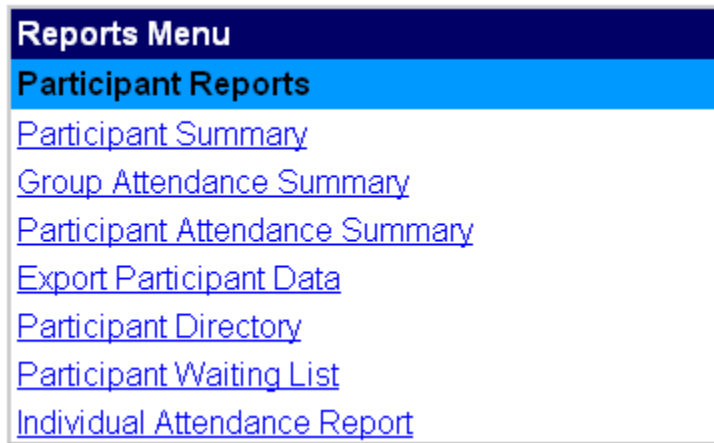 Reports Menu
Participant Reports
Participant Summary
Group Attendance Summary
Participant Attendance Summary
Export Participant Data
Participant Directory
Participant Waiting List
Individual Attendance Report